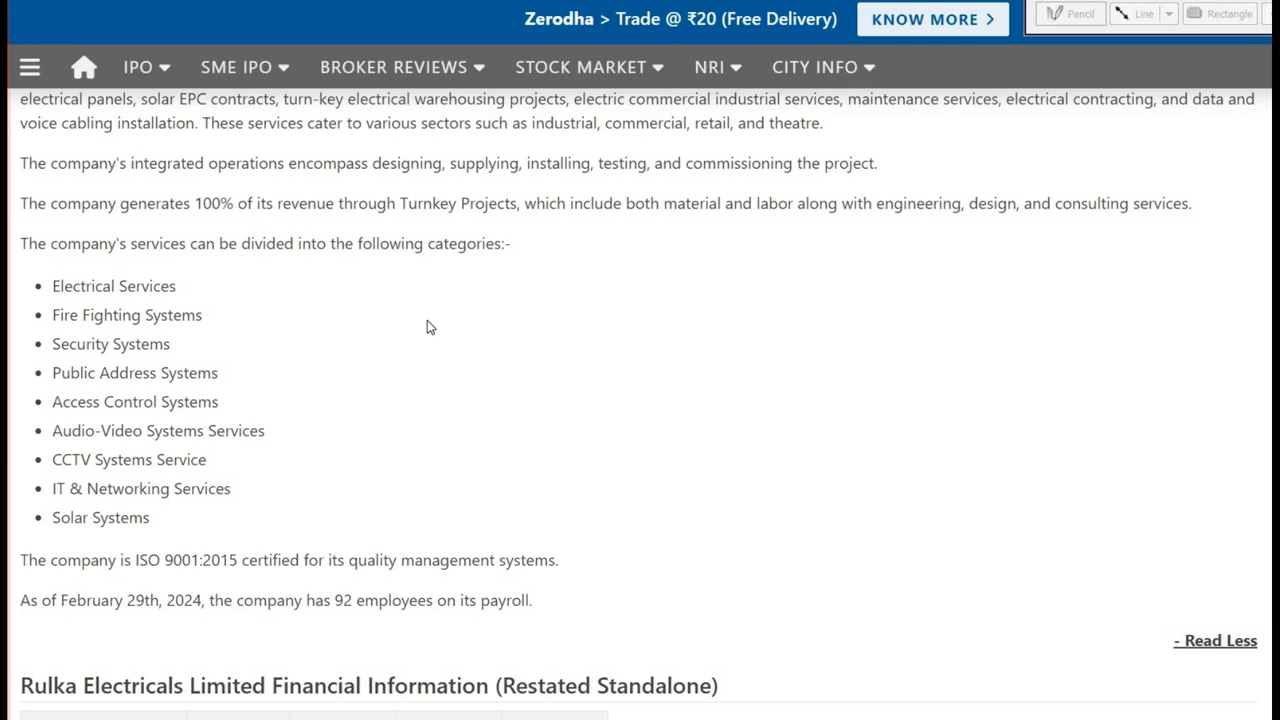 Zerodha > Trade @ ₹20 (Free Delivery)
KNOW MORE
Pencil
Line
Rectangle
IPO
SME IPO
BROKER REVIEWS
STOCK MARKET
NRI
CITY INFO
electrical panels, solar EPC contracts, turn-key electrical warehousing projects, electric commercial industrial services, maintenance services, electrical contracting, and data and
voice cabling installation. These services cater to various sectors such as industrial, commercial, retail, and theatre.
The company's integrated operations encompass designing, supplying, installing, testing, and commissioning the project.
The company generates 100% of its revenue through Turnkey Projects, which include both material and labor along with engineering, design, and consulting services.
The company's services can be divided into the following categories:-
• Electrical Services
• Fire Fighting Systems
• Security Systems
• Public Address Systems
• Access Control Systems
• Audio-Video Systems Services
• CCTV Systems Service
• IT & Networking Services
• Solar Systems
The company is ISO 9001:2015 certified for its quality management systems.
As of February 29th, 2024, the company has 92 employees on its payroll.
- Read Less
Rulka Electricals Limited Financial Information (Restated Standalone)